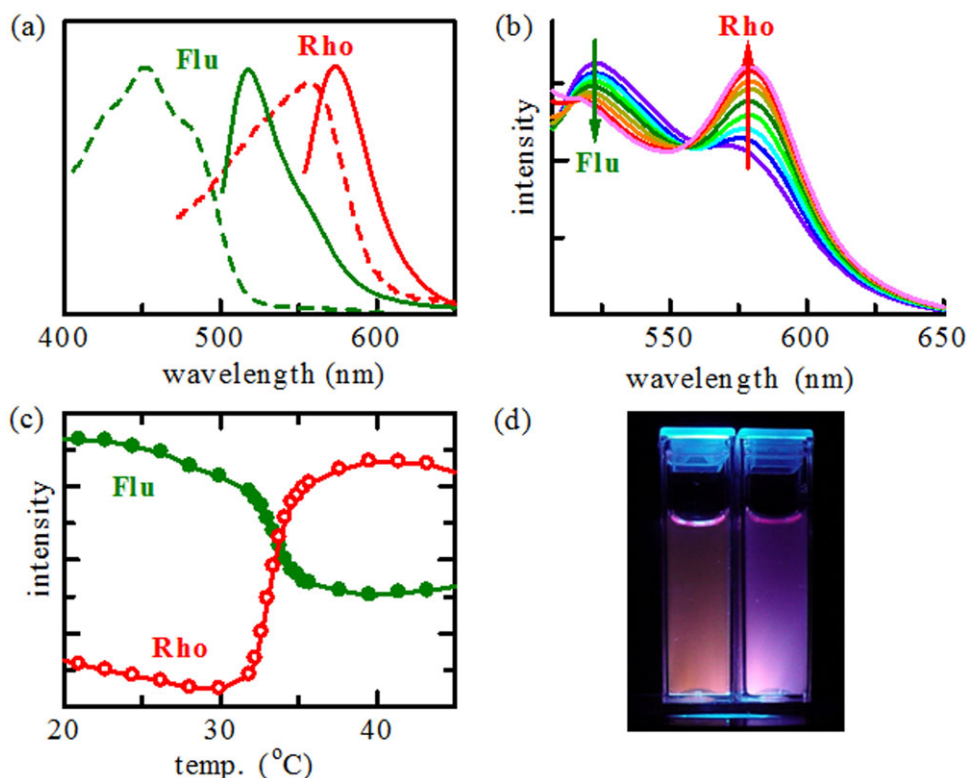 (a)
Flu
Rho
400
500
600
wavelength (nm)
(b)
Rho
Flu
intensity
550
600
650
wavelength (nm)
(c)
Flu
Rho
intensity
20
30
40
temp. (°C)
(d)